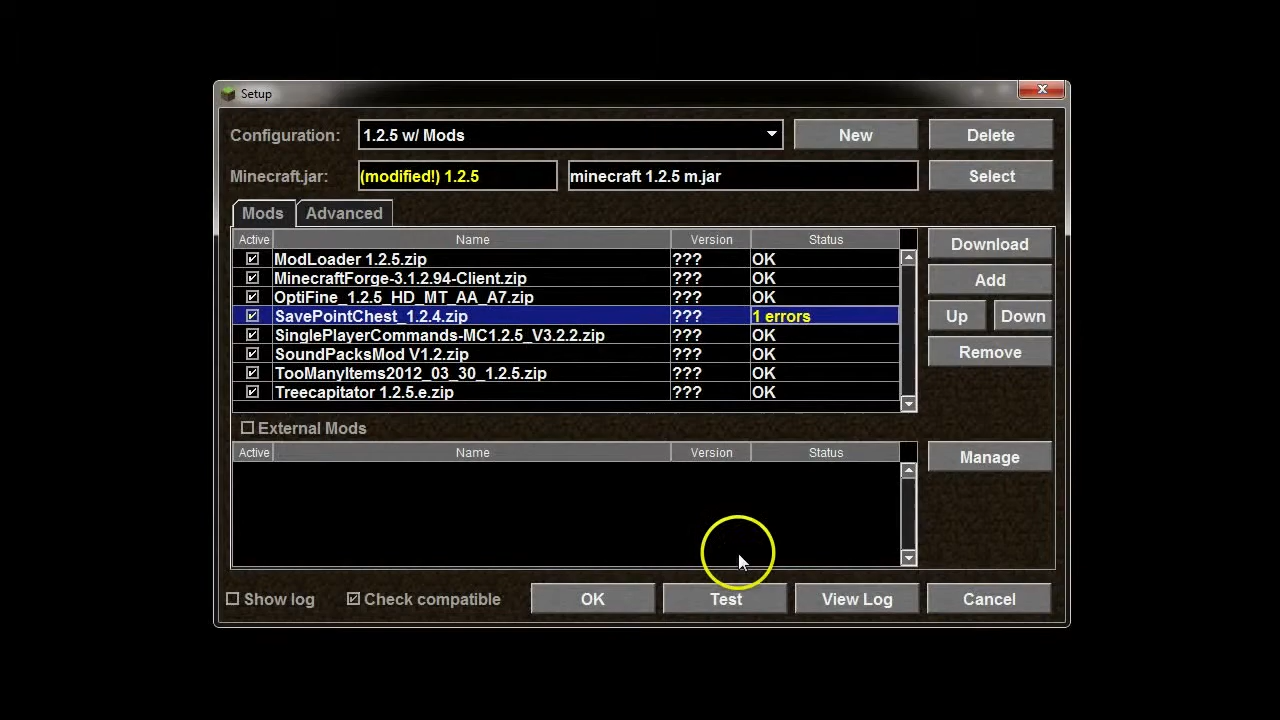 Setup
Configuration: 1.2.5 w/ Mods New Delete
Minecraft.jar: (modified!) 1.2.5 minecraft 1.2.5 m.jar Select
Mods Advanced
Active Name Version Status Download
ModLoader 1.2.5.zip ??? OK
MinecraftForge-3.1.2.94-Client.zip ??? OK Add
OptiFine_1.2.5_HD_MT_AA_A7.zip ??? OK
SavePointChest_1.2.4.zip ??? 1 errors Up Down
SinglePlayerCommands-MC1.2.5_V3.2.2.zip ??? OK
SoundPacksMod V1.2.zip ??? OK Remove
TooManyItems2012_03_30_1.2.5.zip ??? OK
Treecapitator 1.2.5.e.zip ??? OK
External Mods
Active Name Version Status Manage
Show log Check compatible OK Test View Log Cancel